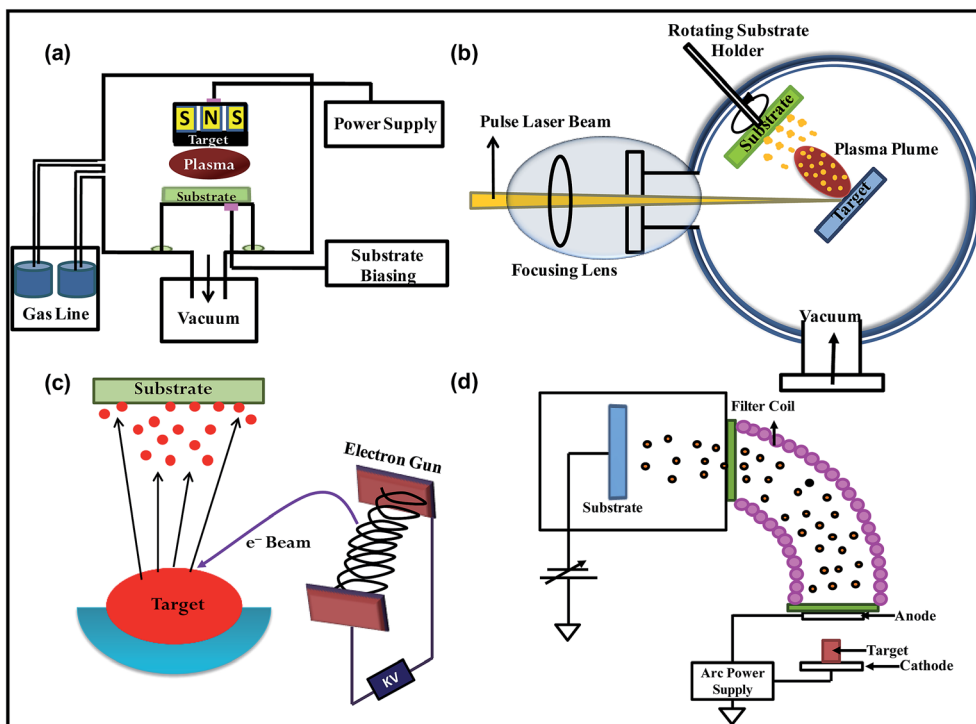 (a)
S N S
Target
Plasma
Substrate
Power Supply
Substrate
Biasing
Gas Line
Vacuum
(b)
Rotating Substrate
Holder
Substrate
Pulse Laser Beam
Plasma Plume
Target
Focusing Lens
Vacuum
(c)
Substrate
Electron Gun
e⁻ Beam
Target
KV
(d)
Filter Coil
Substrate
Anode
Target
Cathode
Arc Power
Supply